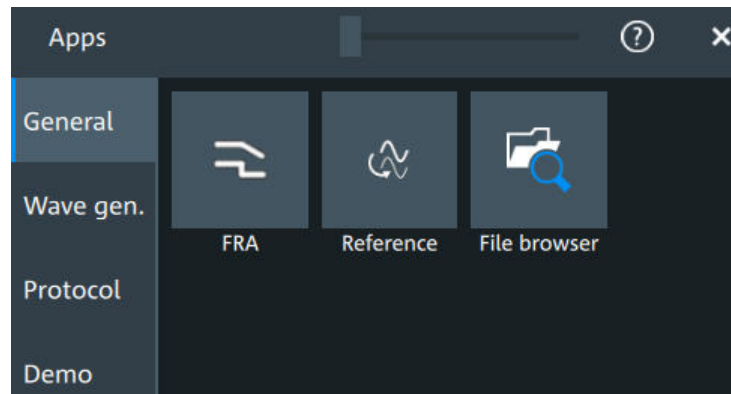 Apps
?
General
Wave gen.
Protocol
Demo
FRA
Reference
File browser